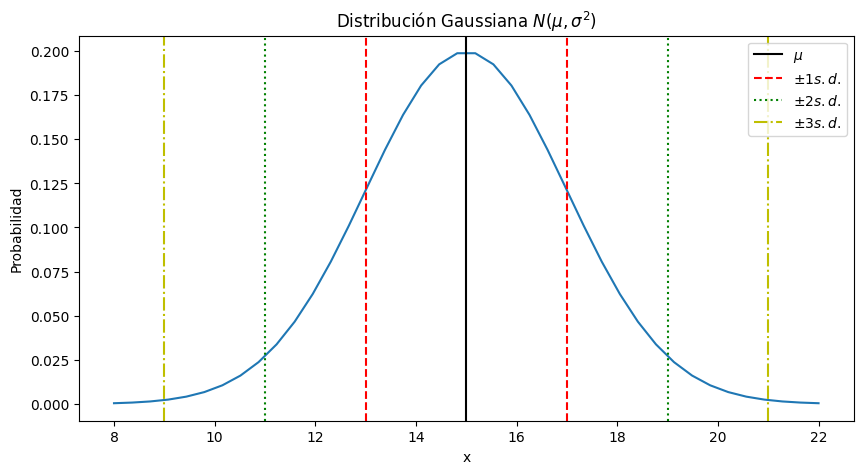 Distribución Gaussiana N(μ, σ²)
μ
±1s.d.
±2s.d.
±3s.d.
0.200
0.175
0.150
0.125
0.100
0.075
0.050
0.025
0.000
Probabilidad
8 10 12 14 16 18 20 22
x